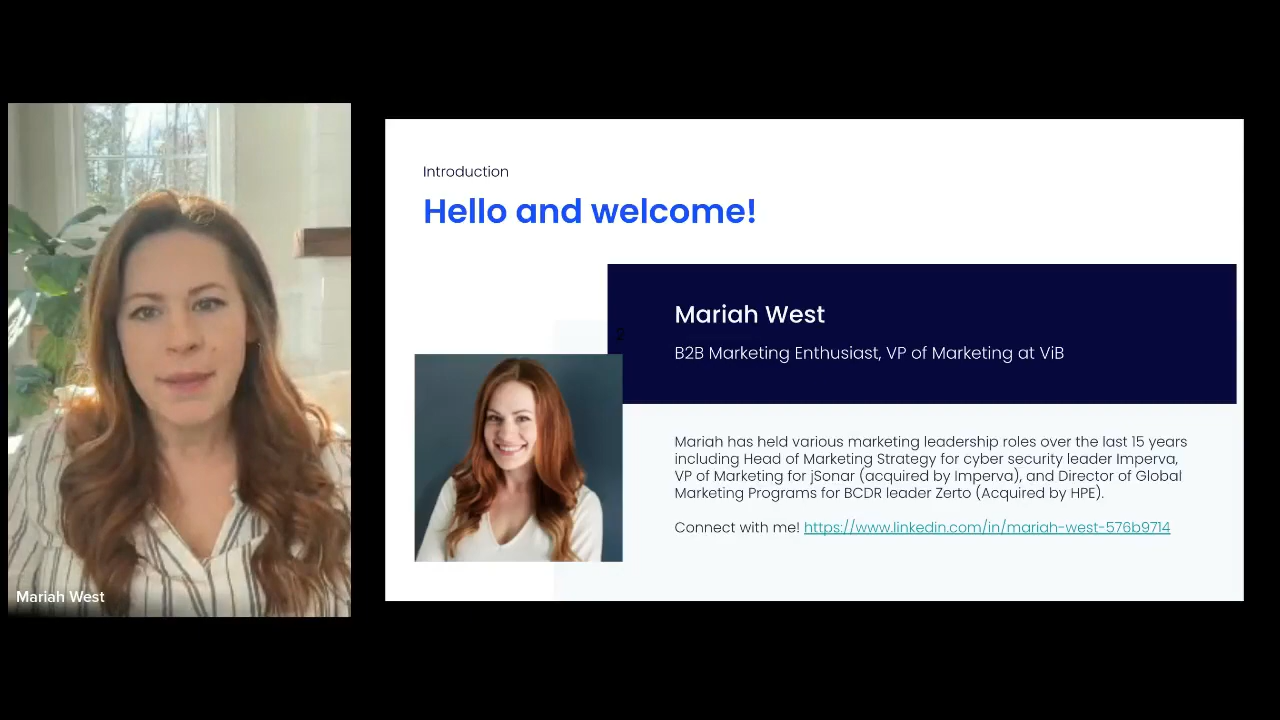 Introduction
Hello and welcome!
Mariah West
B2B Marketing Enthusiast, VP of Marketing at ViB
2
Mariah has held various marketing leadership roles over the last 15 years
including Head of Marketing Strategy for cyber security leader Imperva,
VP of Marketing for jSonar (acquired by Imperva), and Director of Global
Marketing Programs for BCDR leader Zerto (Acquired by HPE).
Connect with me! https://www.linkedin.com/in/mariah-west-576b9714
Mariah West